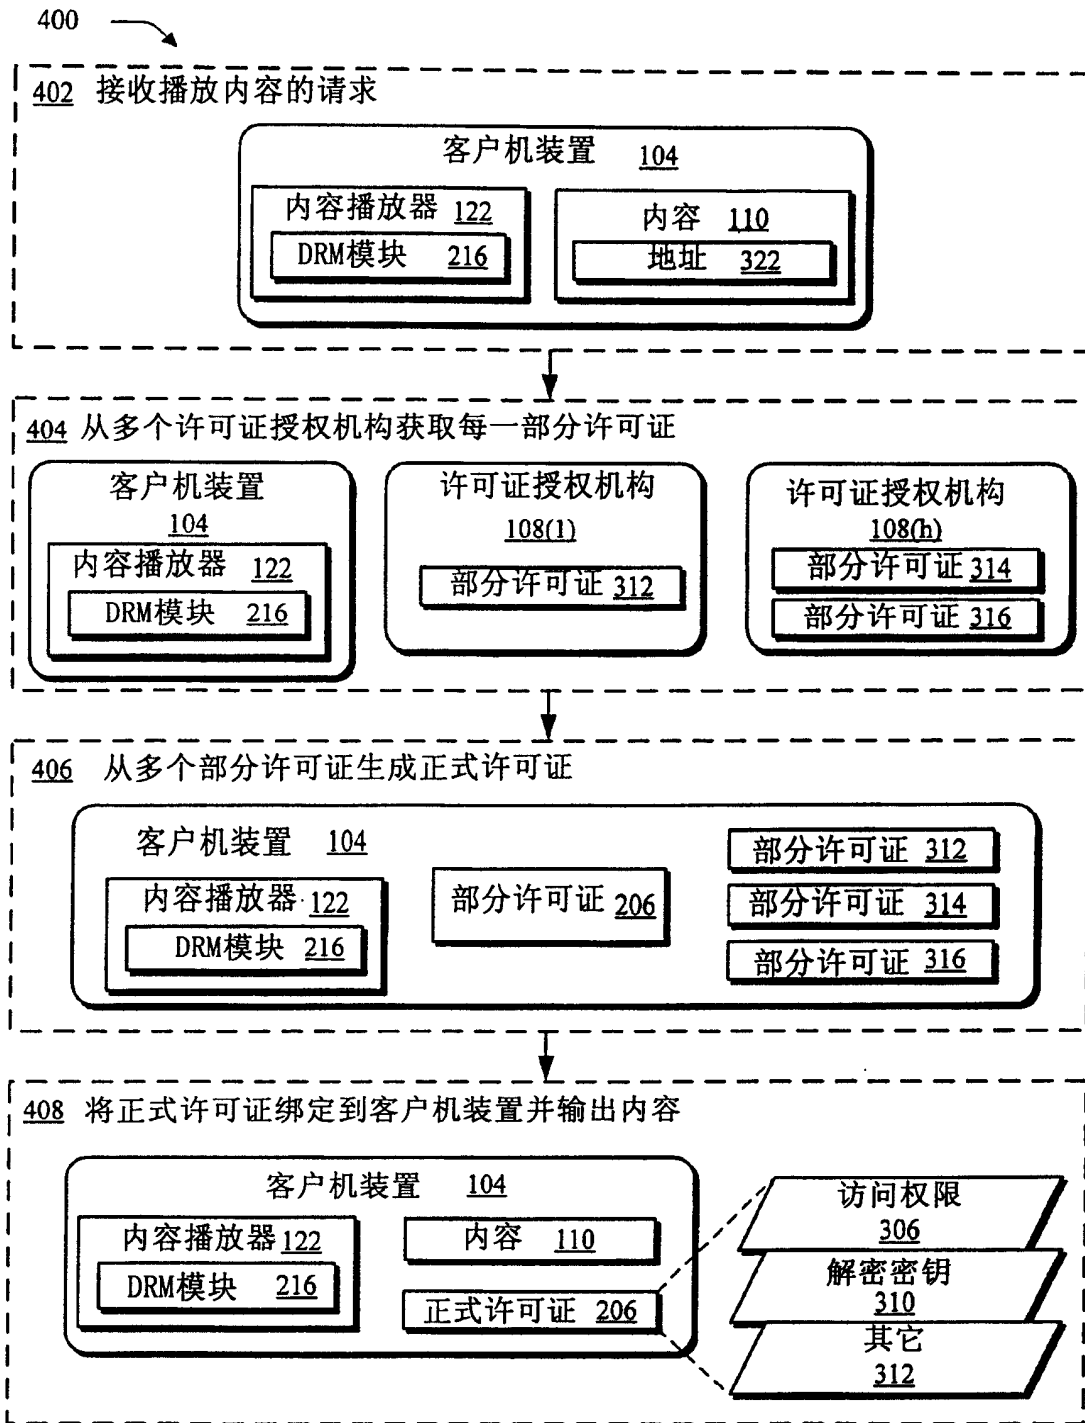 400
402 接收播放内容的请求
客户机装置 104
内容播放器 122
DRM模块 216
内容 110
地址 322
404 从多个许可证授权机构获取每一部分许可证
客户机装置
104
内容播放器 122
DRM模块 216
许可证授权机构
108(1)
部分许可证 312
许可证授权机构
108(h)
部分许可证 314
部分许可证 316
406 从多个部分许可证生成正式许可证
客户机装置 104
内容播放器 122
DRM模块 216
部分许可证 206
部分许可证 312
部分许可证 314
部分许可证 316
408 将正式许可证绑定到客户机装置并输出内容
客户机装置 104
内容播放器 122
DRM模块 216
内容 110
正式许可证 206
访问权限
306
解密密钥
310
其它
312